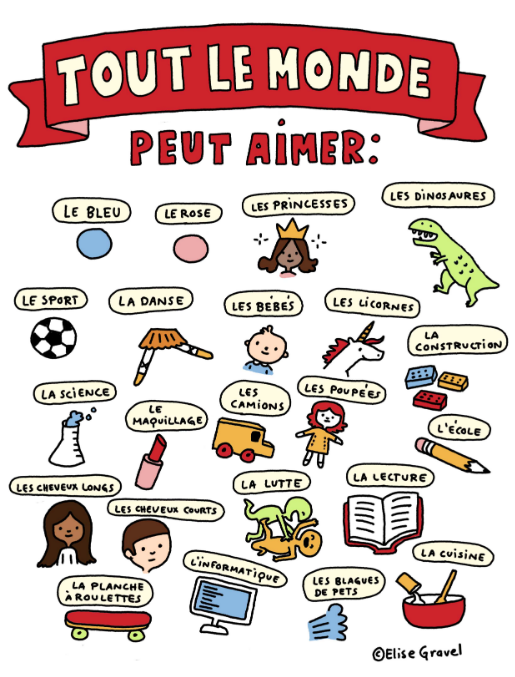 TOUT LE MONDE
PEUT AIMER:
LE BLEU
LE ROSE
LES PRINCESSES
LES DINOSAURES
LE SPORT
LA DANSE
LES BÉBÉS
LES LICORNES
LA
CONSTRUCTION
LA SCIENCE
LE
MAQUILLAGE
LES
CAMIONS
LES POUPÉES
L'ÉCOLE
LES CHEVEUX LONGS
LES CHEVEUX COURTS
LA LUTTE
LA LECTURE
LA PLANCHE
À ROULETTES
L'INFORMATIQUE
LES BLAGUES
DE PETS
LA CUISINE
©Elise Gravel